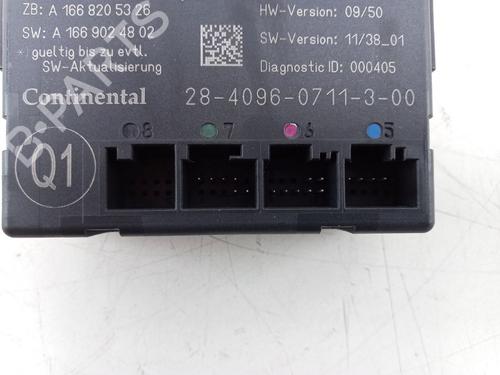 ZB: A 166 820 53 26
HW-Version: 09/50
SW: A 166 902 48 02
SW-Version: 11/38_01
* gueltig bis zu evtl.
SW-Aktualisierung
Diagnostic ID: 000405
Continental
28-4096-0711-3-00
8
7
6
5
Q1
B-PARTS